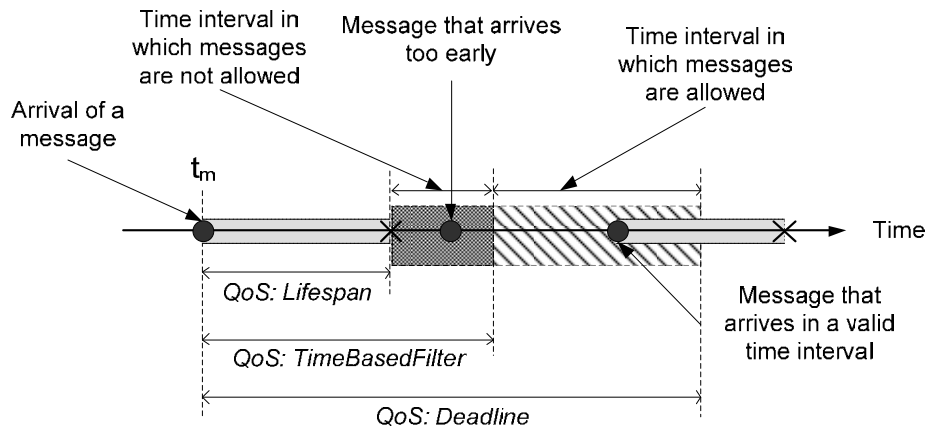 Time interval in
which messages
are not allowed
Message that arrives
too early
Time interval in
which messages
are allowed
Arrival of a
message
tm
Time
QoS: Lifespan
Message that
arrives in a valid
time interval
QoS: TimeBasedFilter
QoS: Deadline